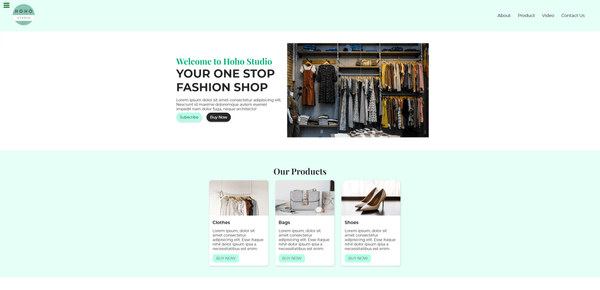 HOHO
STUDIO
About
Product
Video
Contact Us
Welcome to Hoho Studio
YOUR ONE STOP
FASHION SHOP
Lorem ipsum dolor sit amet consectetur adipisicing elit.
Nesciunt id maxime doloremque autem eveniet
impedit nam dolor fuga, neque architecto!
Subscribe
Buy Now
Our Products
Clothes
Lorem ipsum, dolor sit
amet consectetur
adipisicing elit. Esse itaque
nihil dolor ipsum ipsa a
necessitatibus est enim
BUY NOW
Bags
Lorem ipsum, dolor sit
amet consectetur
adipisicing elit. Esse itaque
nihil dolor ipsum ipsa a
necessitatibus est enim
BUY NOW
Shoes
Lorem ipsum, dolor sit
amet consectetur
adipisicing elit. Esse itaque
nihil dolor ipsum ipsa a
necessitatibus est enim
BUY NOW